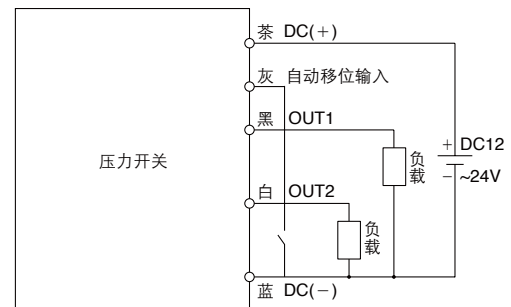 茶 DC(+)
灰 自动移位输入
黑 OUT1
压力开关
白 OUT2
蓝 DC(−)
负载
负载
+ DC12
− ~24V